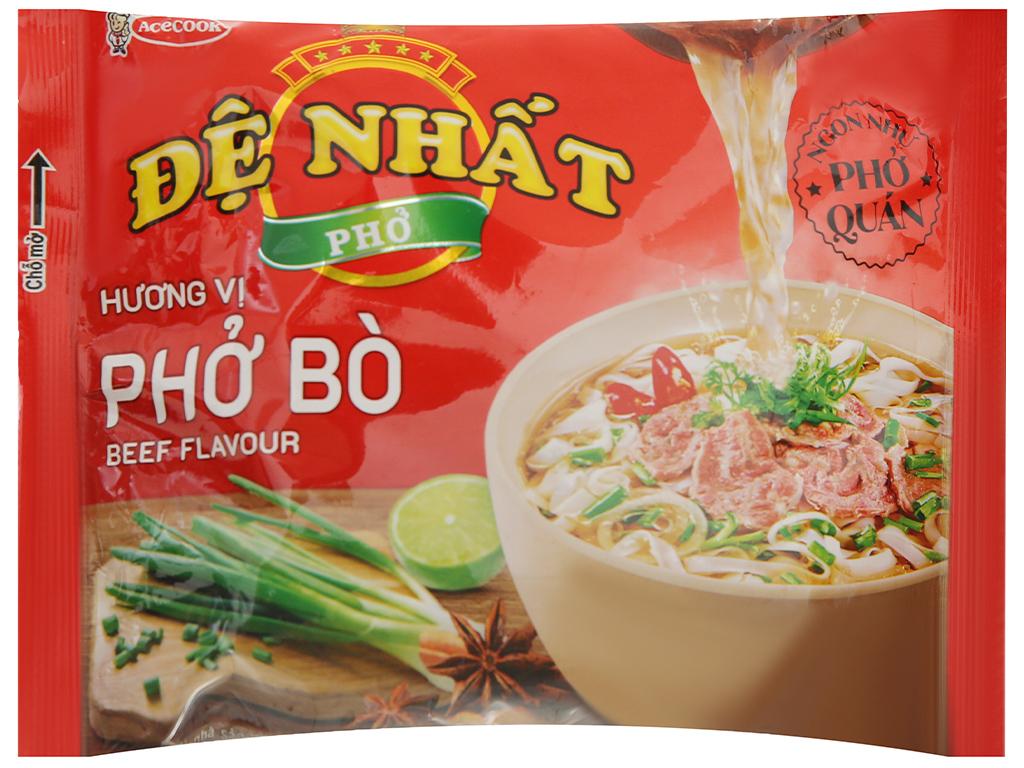 AceCOOK
ĐỆ NHẤT
PHỞ
NGON NHƯ
PHỞ
QUÁN
Chỗ mở
HƯƠNG VỊ
PHỞ BÒ
BEEF FLAVOUR